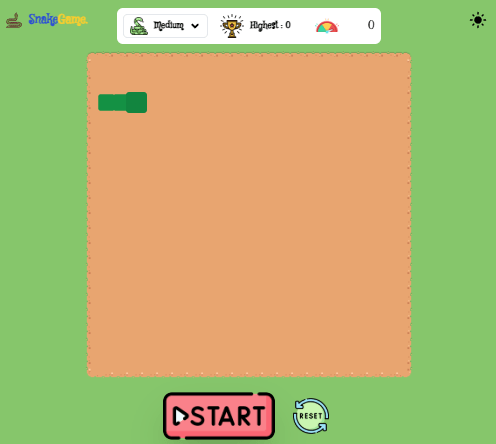 SnakeGame.
Medium
Highest : 0
0
START
RESET